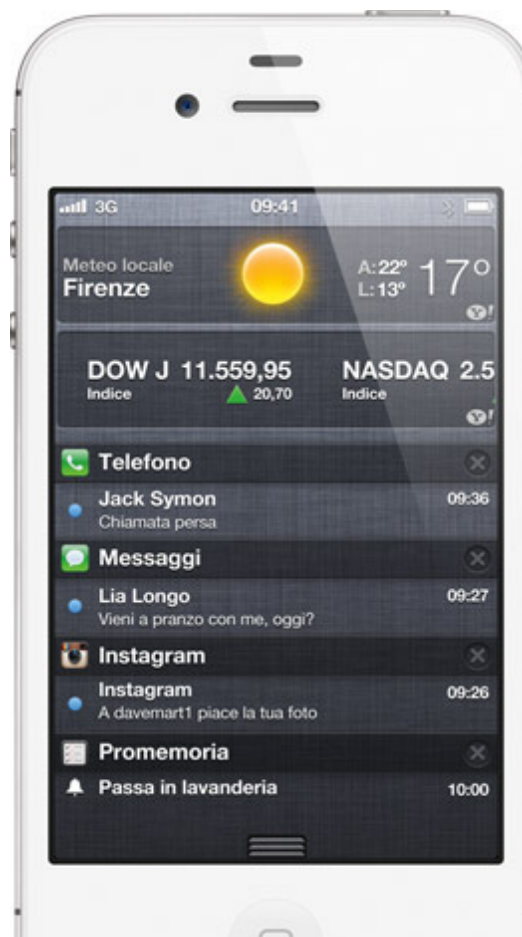 3G 09:41
Meteo locale
Firenze
A: 22° 17°
L: 13°
Y!
DOW J 11.559,95 NASDAQ 2.5
Indice 20,70 Indice
Y!
Telefono
Jack Symon 09:36
Chiamata persa
Messaggi
Lia Longo 09:27
Vieni a pranzo con me, oggi?
Instagram
Instagram 09:26
A davemart1 piace la tua foto
Promemoria
Passa in lavanderia 10:00